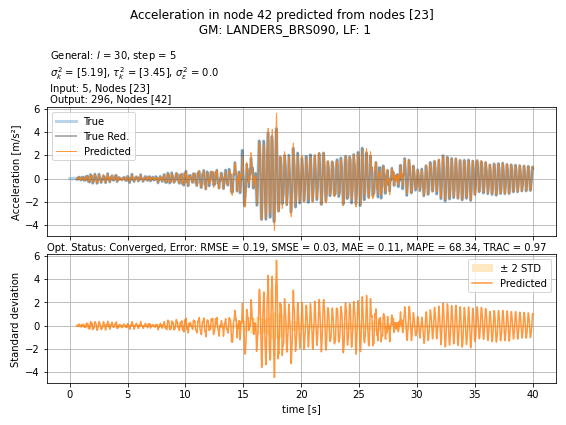 Acceleration in node 42 predicted from nodes [23]
GM: LANDERS_BRS090, LF: 1
General: l = 30, step = 5
σ²ₖ = [5.19], τ²ₖ = [3.45], σ²ε = 0.0
Input: 5, Nodes [23]
Output: 296, Nodes [42]
Acceleration [m/s²]
6
4
2
0
−2
−4
True
True Red.
Predicted
Opt. Status: Converged, Error: RMSE = 0.19, SMSE = 0.03, MAE = 0.11, MAPE = 68.34, TRAC = 0.97
Standard deviation
6
4
2
0
−2
−4
± 2 STD
Predicted
0 5 10 15 20 25 30 35 40
time [s]